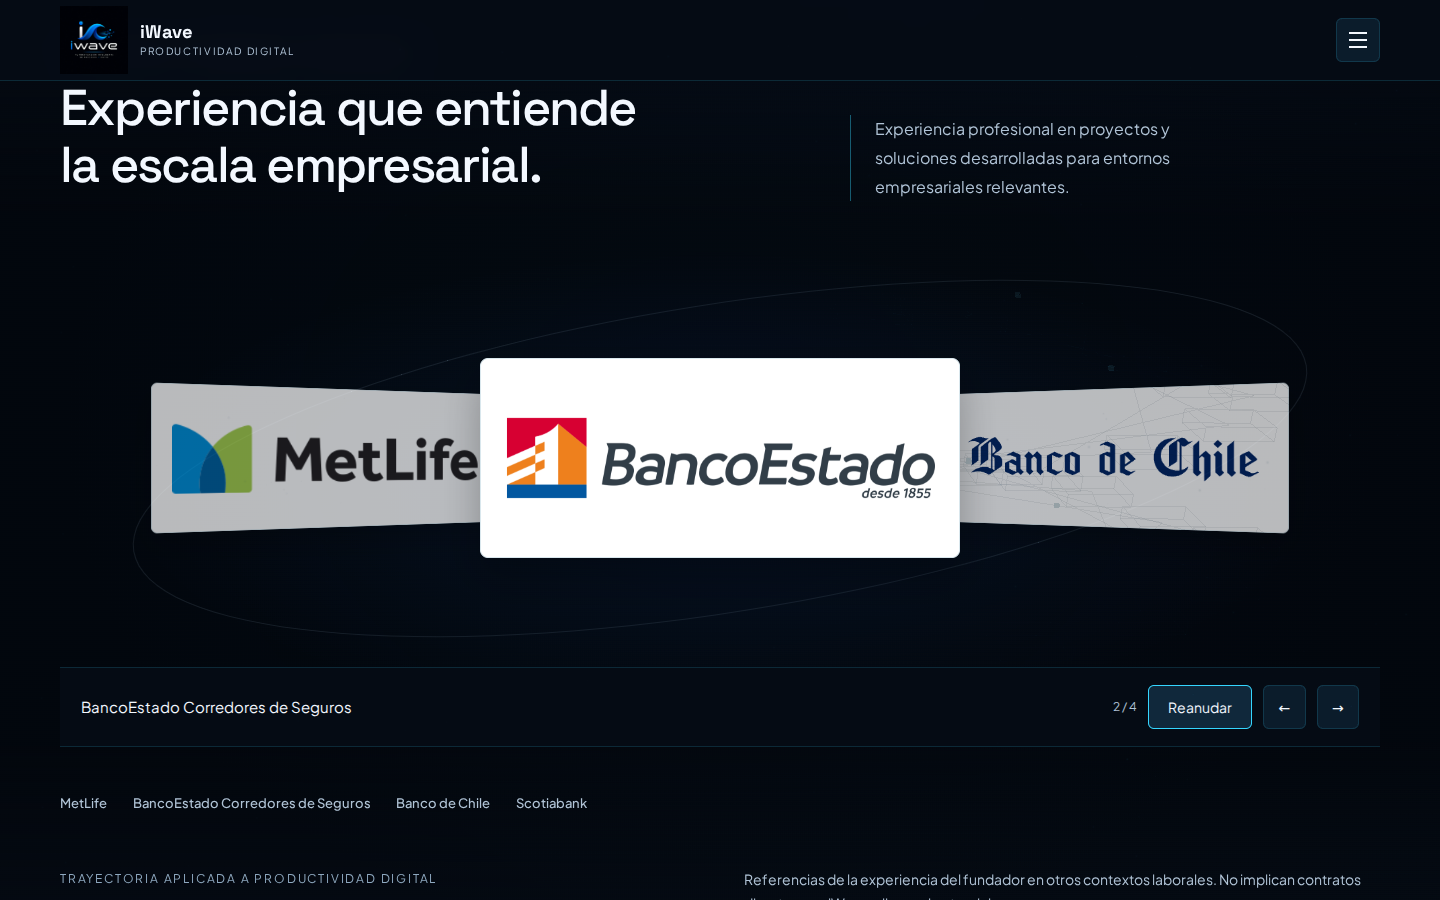 iwave
iWave
PRODUCTIVIDAD DIGITAL
Experiencia que entiende
la escala empresarial.
Experiencia profesional en proyectos y
soluciones desarrolladas para entornos
empresariales relevantes.
MetLife
BancoEstado
desde 1855
Banco de Chile
BancoEstado Corredores de Seguros
2/4
Reanudar
←
→
MetLife
BancoEstado Corredores de Seguros
Banco de Chile
Scotiabank
TRAYECTORIA APLICADA A PRODUCTIVIDAD DIGITAL
Referencias de la experiencia del fundador en otros contextos laborales. No implican contratos